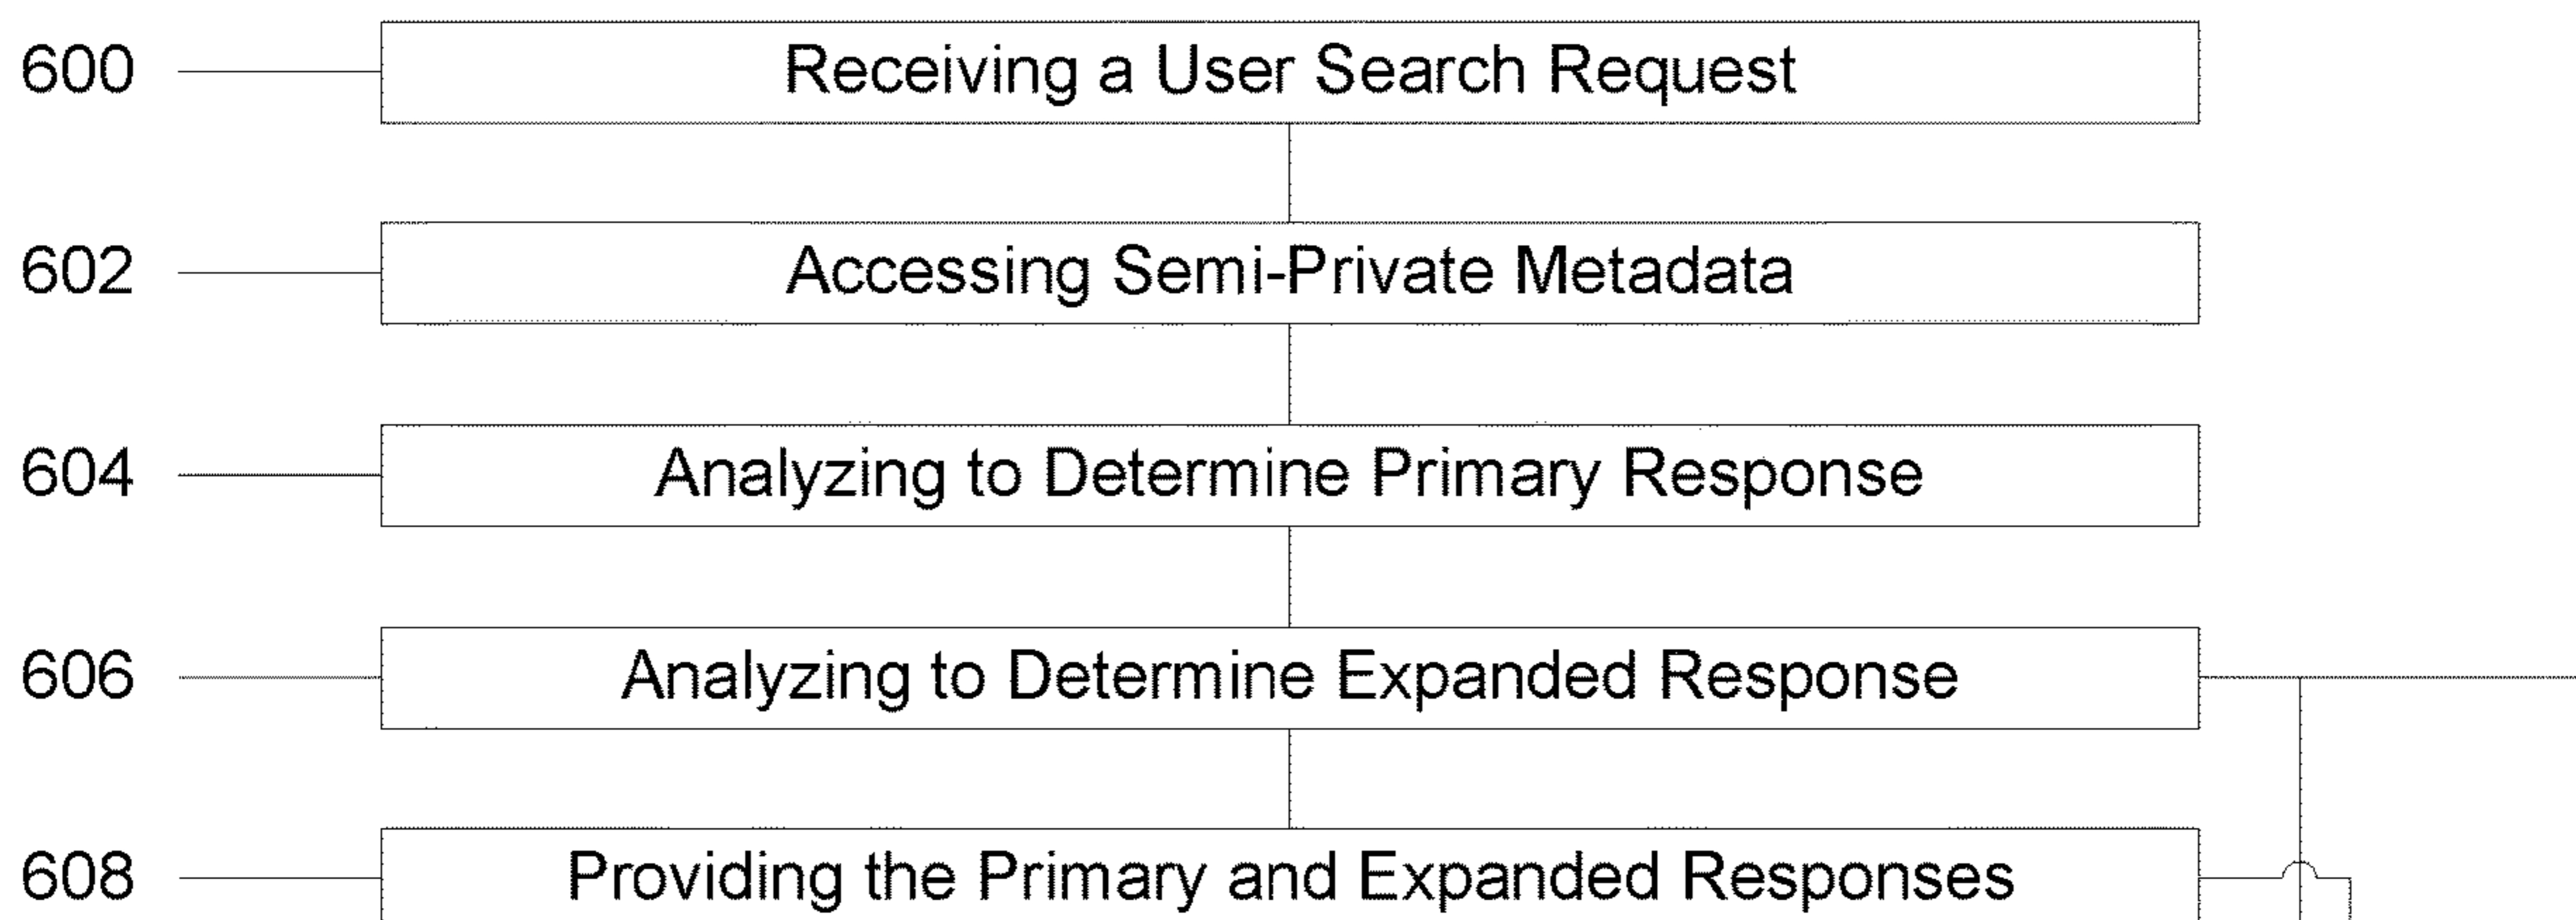 600 Receiving a User Search Request
602 Accessing Semi-Private Metadata
604 Analyzing to Determine Primary Response
606 Analyzing to Determine Expanded Response
608 Providing the Primary and Expanded Responses